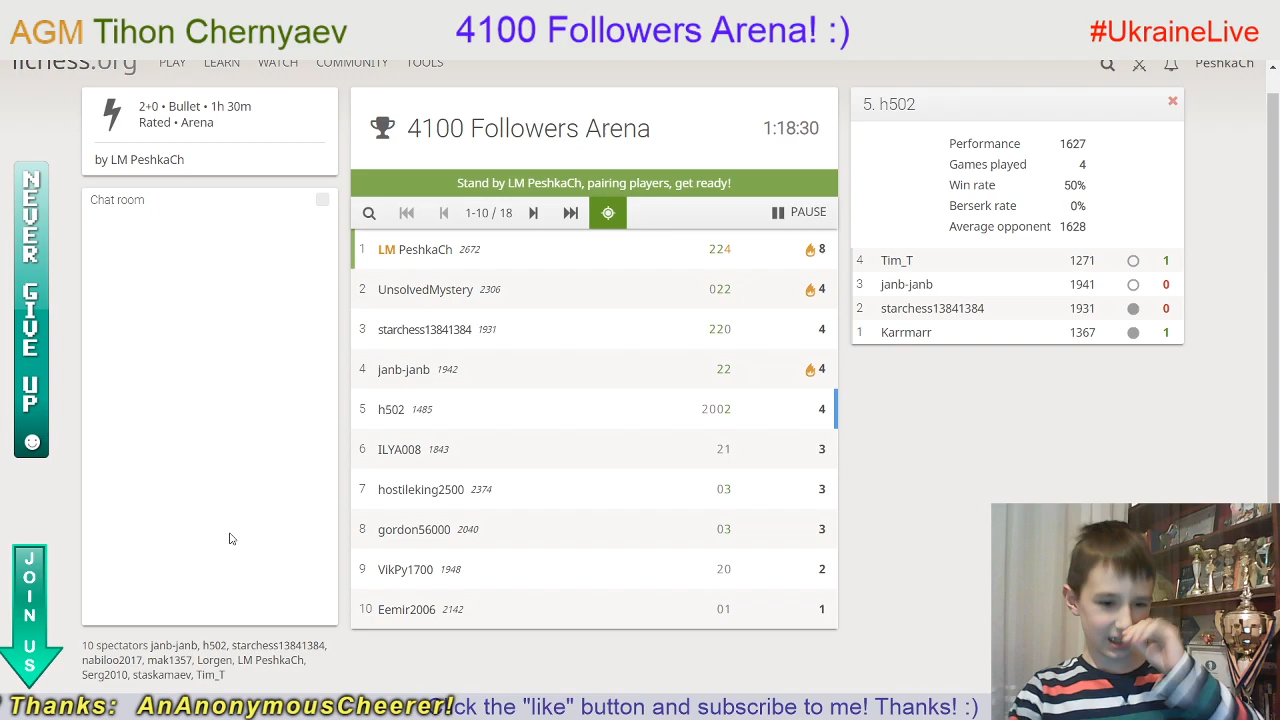 AGM Tihon Chernyaev
4100 Followers Arena! :)
#UkraineLive
lichess.org
PLAY
LEARN
WATCH
COMMUNITY
TOOLS
PeshkaCh
2+0 • Bullet • 1h 30m
Rated • Arena
by LM PeshkaCh
Chat room
NEVER GIVE UP
JOIN US
10 spectators janb-janb, h502, starchess13841384,
nabiloo2017, mak1357, Lorgen, LM PeshkaCh,
Serg2010, staskamaev, Tim_T
4100 Followers Arena 1:18:30
Stand by LM PeshkaCh, pairing players, get ready!
1-10 / 18 PAUSE
1 LM PeshkaCh 2672 224 8
2 UnsolvedMystery 2306 022 4
3 starchess13841384 1931 220 4
4 janb-janb 1942 22 4
5 h502 1485 2002 4
6 ILYA008 1843 21 3
7 hostileking2500 2374 03 3
8 gordon56000 2040 03 3
9 VikPy1700 1948 20 2
10 Eemir2006 2142 01 1
5. h502
Performance 1627
Games played 4
Win rate 50%
Berserk rate 0%
Average opponent 1628
4 Tim_T 1271 1
3 janb-janb 1941 0
2 starchess13841384 1931 0
1 Karrmarr 1367 1
Thanks: AnAnonymousCheerer!
the "like" button and subscribe to me! Thanks! :)